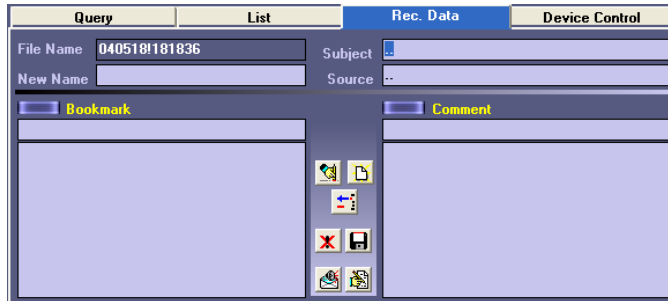 Query List Rec. Data Device Control
File Name 040518!181836 Subject ..
New Name Source --
Bookmark Comment